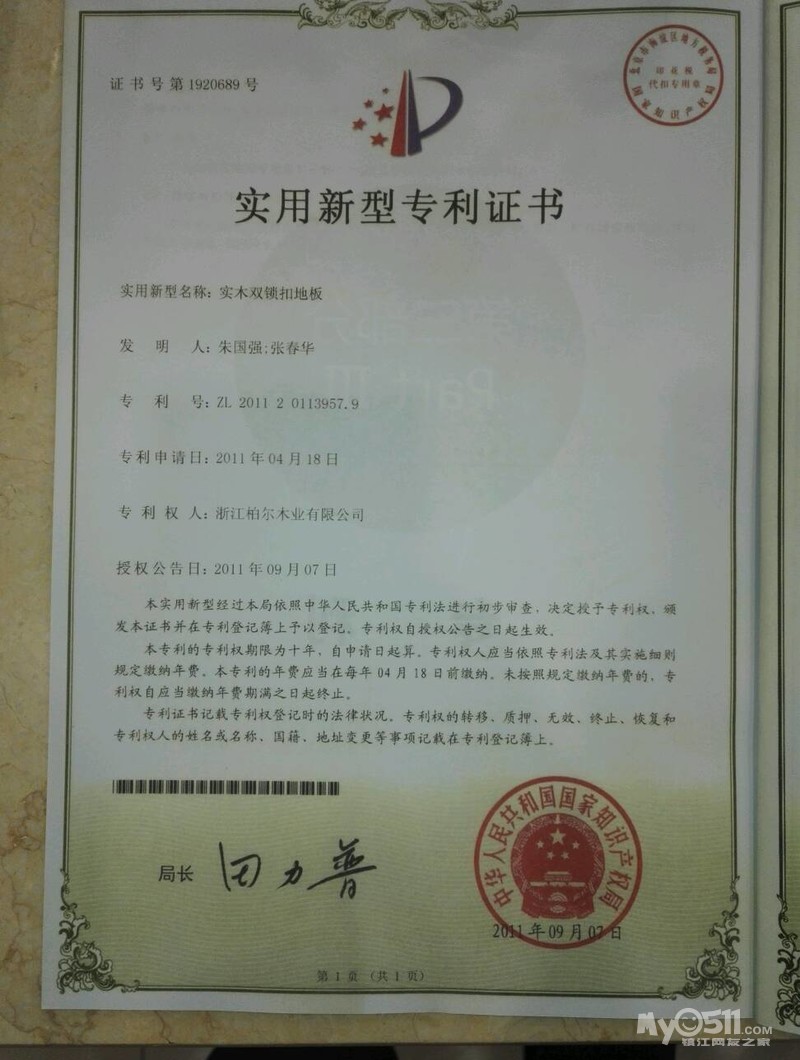 证书号第1920689号
印花税
代扣专用章
国家知识产权局
实用新型专利证书
实用新型名称：实木双锁扣地板
发明人：朱国强;张春华
专利号：ZL 2011 2 0113957.9
专利申请日：2011年04月18日
专利权人：浙江柏尔木业有限公司
授权公告日：2011年09月07日
本实用新型经过本局依照中华人民共和国专利法进行初步审查，决定授予专利权，颁
发本证书并在专利登记簿上予以登记。专利权自授权公告之日起生效。
本专利的专利权期限为十年，自申请日起算。专利权人应当依照专利法及其实施细则
规定缴纳年费。本专利的年费应当在每年04月18日前缴纳。未按照规定缴纳年费的，专
利权自应当缴纳年费期满之日起终止。
专利证书记载专利权登记时的法律状况。专利权的转移、质押、无效、终止、恢复和
专利权人的姓名或名称、国籍、地址变更等事项记载在专利登记簿上。
局长
田力普
中华人民共和国国家知识产权局
2011年09月07日
第1页（共1页）
My0511.COM
镇江网友之家